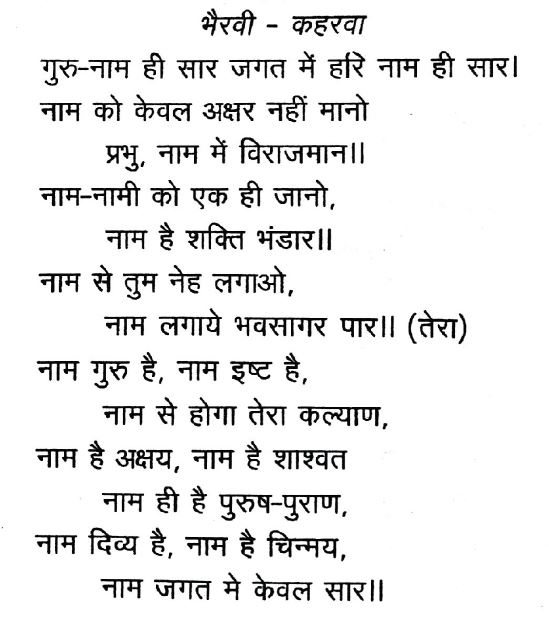 भैरवी - कहरवा
गुरु-नाम ही सार जगत में हरि नाम ही सार।
नाम को केवल अक्षर नहीं मानो
प्रभु, नाम में विराजमान॥
नाम-नामी को एक ही जानो,
नाम है शक्ति भंडार॥
नाम से तुम नेह लगाओ,
नाम लगाये भवसागर पार॥ (तेरा)
नाम गुरु है, नाम इष्ट है,
नाम से होगा तेरा कल्याण,
नाम है अक्षय, नाम है शाश्वत
नाम ही है पुरुष-पुराण,
नाम दिव्य है, नाम है चिन्मय,
नाम जगत मे केवल सार॥